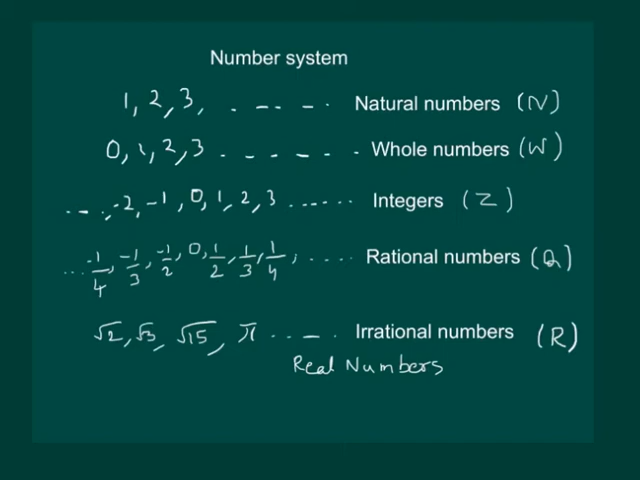 Number system
1, 2, 3, . - - - . Natural numbers (N)
0, 1, 2, 3 . - - - - . Whole numbers (W)
- - . , -2, -1, 0, 1, 2, 3 ...... Integers (Z)
... -1/4, -1/3, -1/2, 0, 1/2, 1/3, 1/4, .... Rational numbers (Q)
√2, √3, √15, π . . - . Irrational numbers (R)
Real Numbers